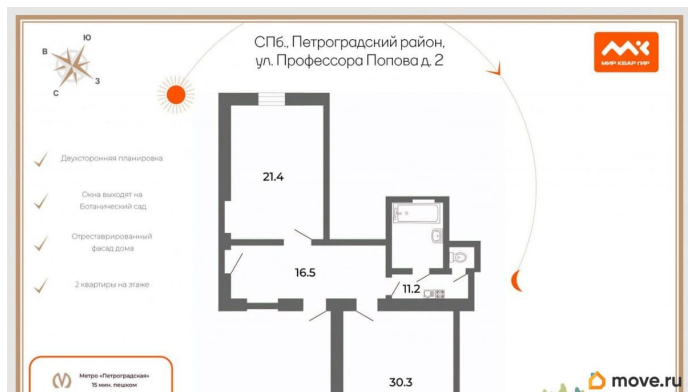 Ю
В
З
С
СПб., Петроградский район,
ул. Профессора Попова д. 2
МИР КВАРТИР
Двухсторонняя планировка
Окна выходят на
Ботанический сад
Отреставрированный
фасад дома
2 квартиры на этаже
21.4
16.5
11.2
30.3
Метро «Петроградская»
15 мин. пешком
move.ru